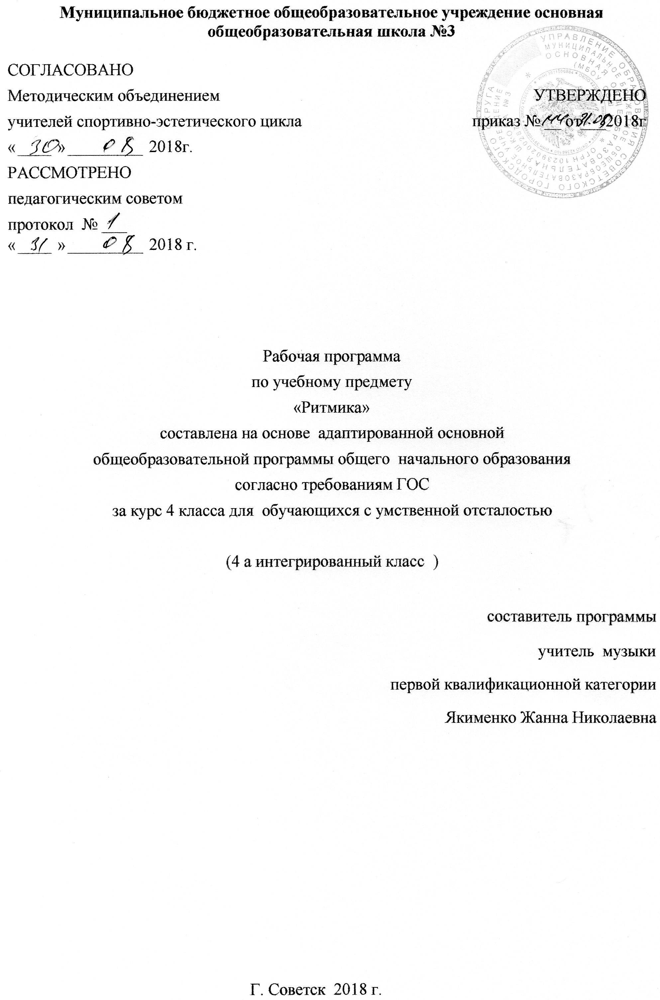 Муниципальное бюджетное общеобразовательное учреждение основная
общеобразовательная школа №3
СОГЛАСОВАНО
Методическим объединением
учителей спортивно-эстетического цикла
«30» 08 2018г.
УТВЕРЖДЕНО
приказ № 144 от 31.08 2018г
РАССМОТРЕНО
педагогическим советом
протокол № 1
«31» 08 2018 г.
Рабочая программа
по учебному предмету
«Ритмика»
составлена на основе адаптированной основной
общеобразовательной программы общего начального образования
согласно требованиям ГОС
за курс 4 класса для обучающихся с умственной отсталостью
(4 а интегрированный класс )
составитель программы
учитель музыки
первой квалификационной категории
Якименко Жанна Николаевна
Г. Советск 2018 г.